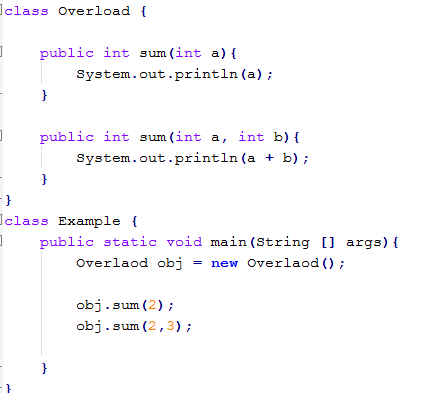 class Overload {
public int sum(int a){
System.out.println(a);
}
public int sum(int a, int b){
System.out.println(a + b);
}
}
class Example {
public static void main(String [] args){
Overlaod obj = new Overlaod();
obj.sum(2);
obj.sum(2,3);
}
}